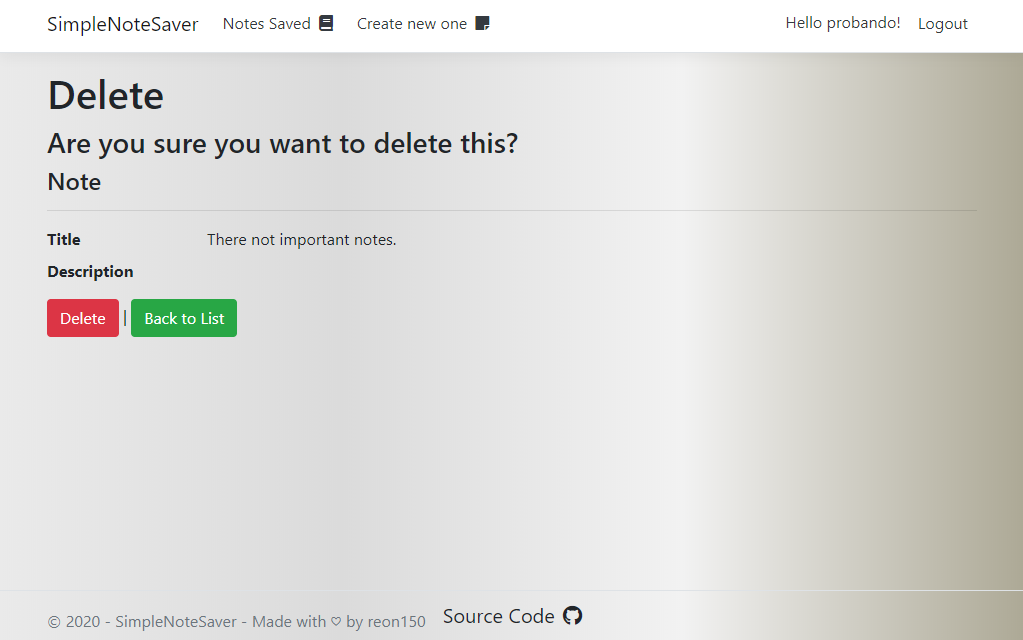 SimpleNoteSaver Notes Saved Create new one Hello probando! Logout
Delete
Are you sure you want to delete this?
Note
Title There not important notes.
Description
Delete | Back to List
© 2020 - SimpleNoteSaver - Made with ♡ by reon150 Source Code